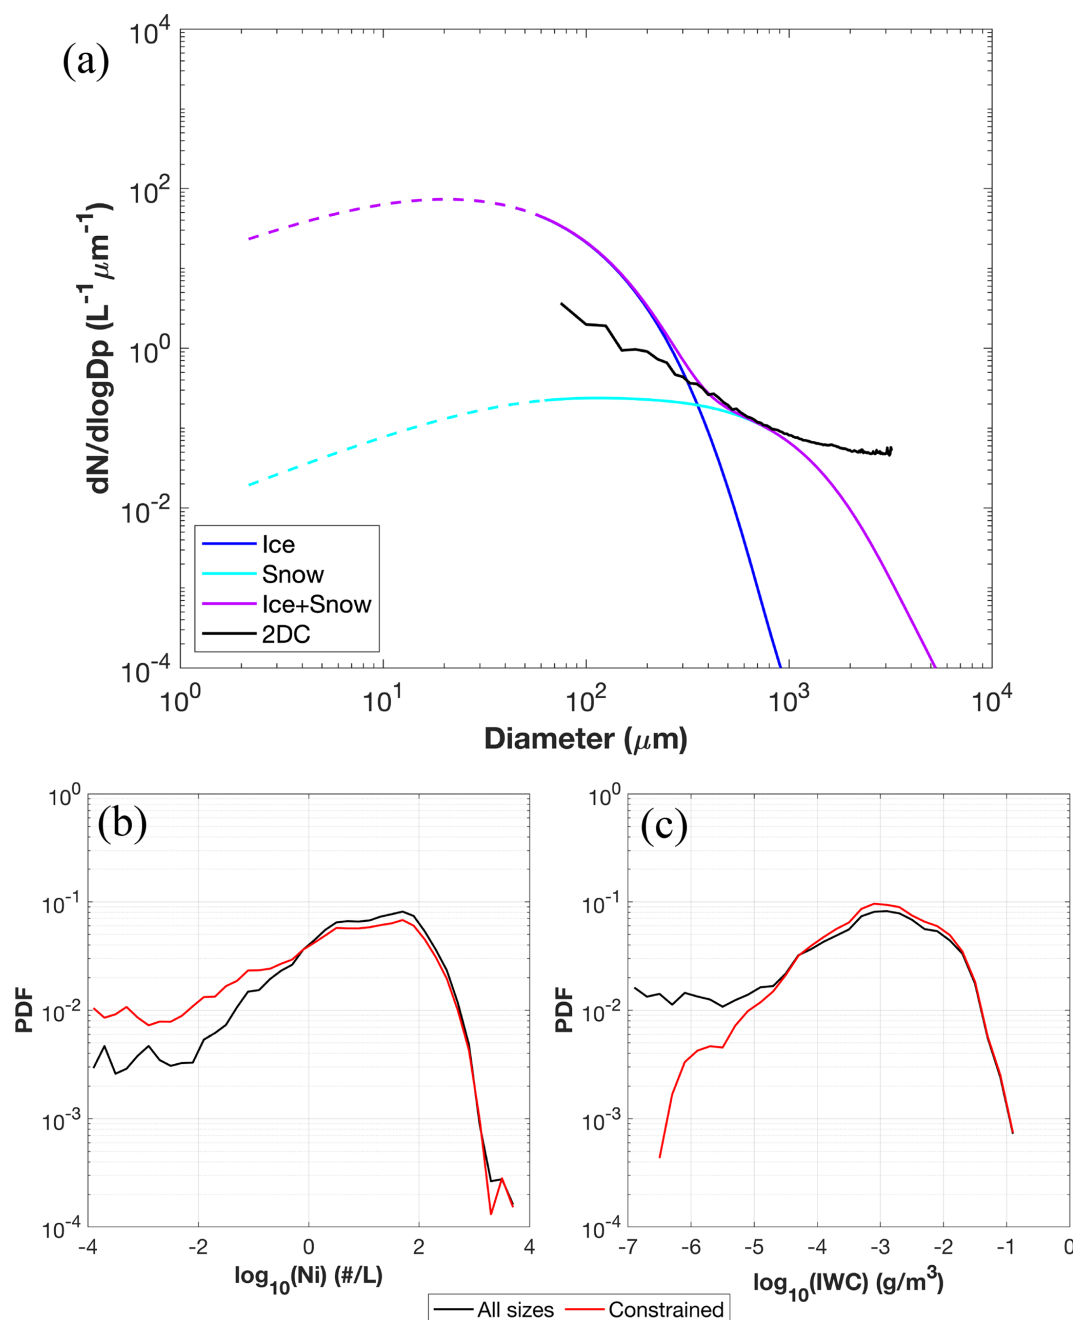 (a)
10^4
10^2
10^0
10^-2
10^-4
dN/dlogDp (L^-1 μm^-1)
Ice
Snow
Ice+Snow
2DC
10^0 10^1 10^2 10^3 10^4
Diameter (μm)
(b)
10^0
10^-1
10^-2
10^-3
10^-4
PDF
-4 -2 0 2 4
log_10(Ni) (#/L)
(c)
10^0
10^-1
10^-2
10^-3
10^-4
PDF
-7 -6 -5 -4 -3 -2 -1 0
log_10(IWC) (g/m^3)
All sizes Constrained